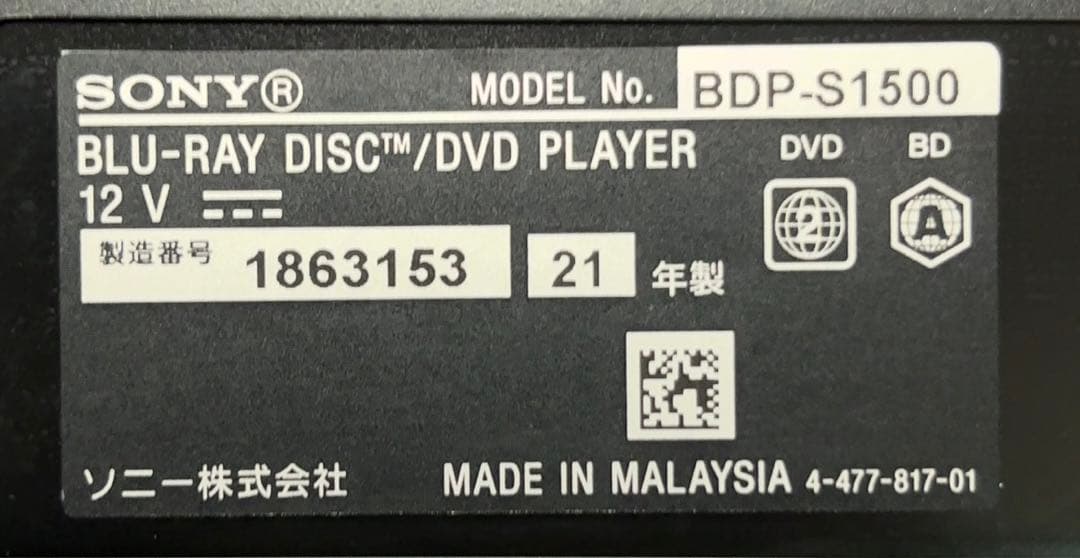 SONY® MODEL No. BDP-S1500
BLU-RAY DISC™/DVD PLAYER DVD BD
12 V 2 A
製造番号 1863153 21 年製
ソニー株式会社 MADE IN MALAYSIA 4-477-817-01